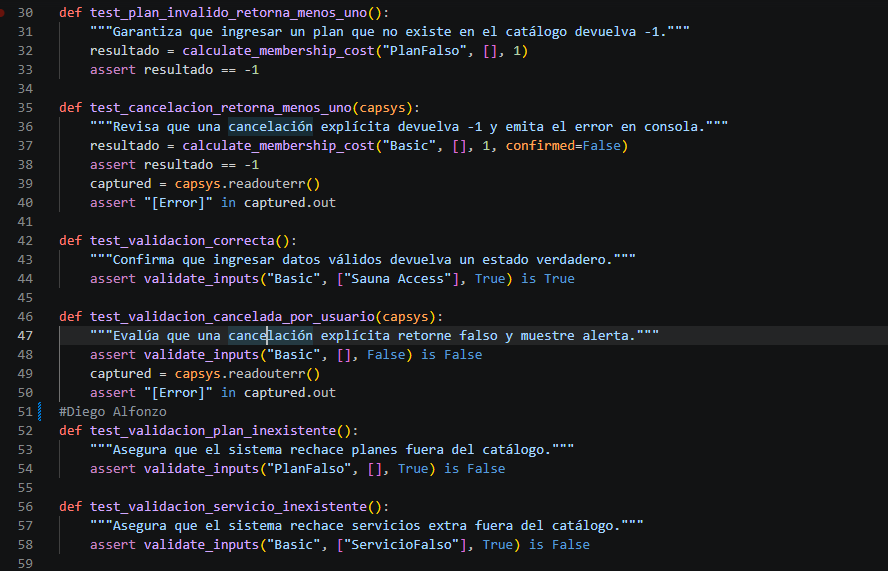 30 def test_plan_invalido_retorna_menos_uno():
31 """Garantiza que ingresar un plan que no existe en el catálogo devuelva -1."""
32 resultado = calculate_membership_cost("PlanFalso", [], 1)
33 assert resultado == -1
34
35 def test_cancelacion_retorna_menos_uno(capsys):
36 """Revisa que una cancelación explícita devuelva -1 y emita el error en consola."""
37 resultado = calculate_membership_cost("Basic", [], 1, confirmed=False)
38 assert resultado == -1
39 captured = capsys.readouterr()
40 assert "[Error]" in captured.out
41
42 def test_validacion_correcta():
43 """Confirma que ingresar datos válidos devuelva un estado verdadero."""
44 assert validate_inputs("Basic", ["Sauna Access"], True) is True
45
46 def test_validacion_cancelada_por_usuario(capsys):
47 """Evalúa que una cancelación explícita retorne falso y muestre alerta."""
48 assert validate_inputs("Basic", [], False) is False
49 captured = capsys.readouterr()
50 assert "[Error]" in captured.out
51 #Diego Alfonzo
52 def test_validacion_plan_inexistente():
53 """Asegura que el sistema rechace planes fuera del catálogo."""
54 assert validate_inputs("PlanFalso", [], True) is False
55
56 def test_validacion_servicio_inexistente():
57 """Asegura que el sistema rechace servicios extra fuera del catálogo."""
58 assert validate_inputs("Basic", ["ServicioFalso"], True) is False
59